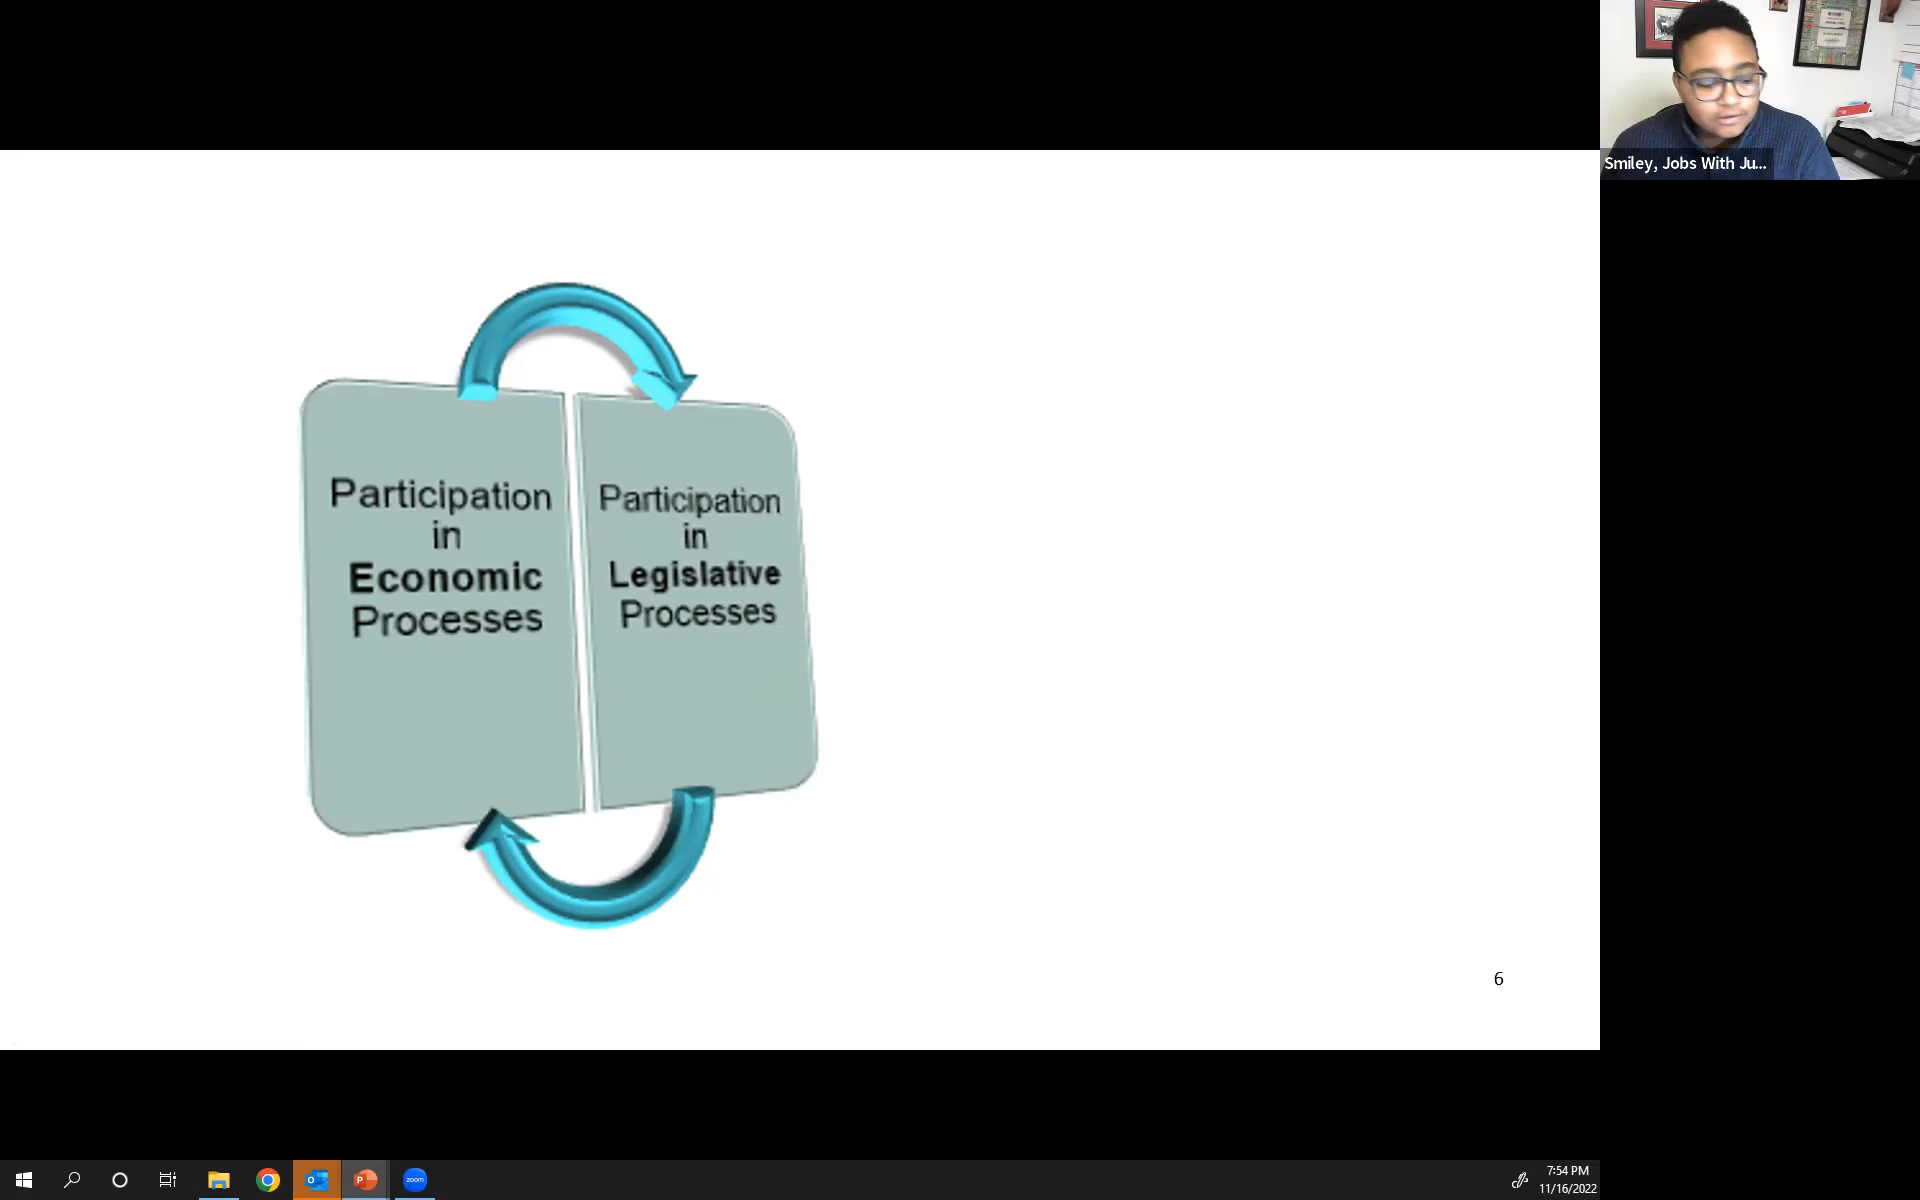 Smiley, Jobs With Ju...
Participation
in
Economic
Processes
Participation
in
Legislative
Processes
6
zoom
7:54 PM
11/16/2022